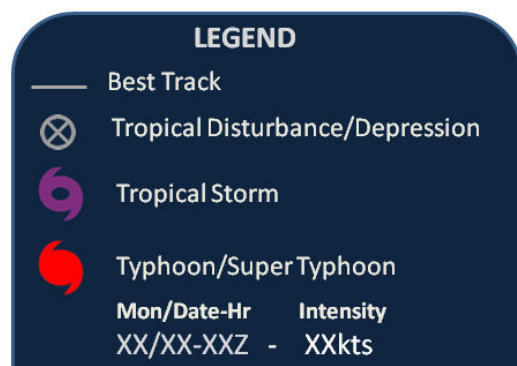 LEGEND
Best Track
Tropical Disturbance/Depression
Tropical Storm
Typhoon/Super Typhoon
Mon/Date-Hr Intensity
XX/XX-XXZ - XXkts